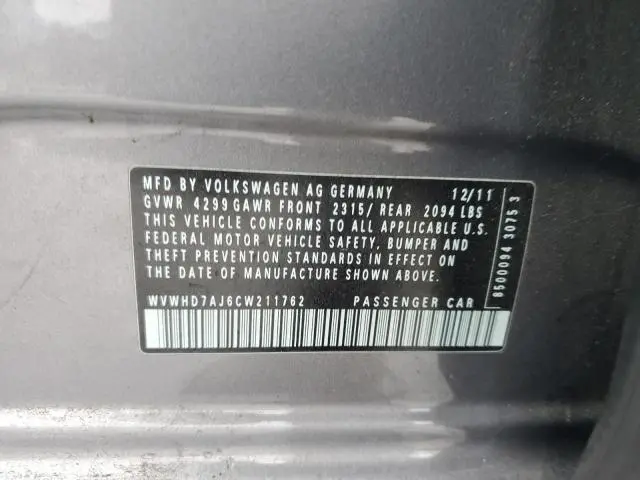 MFD BY VOLKSWAGEN AG GERMANY 12/11
GVWR 4299 GAWR FRONT 2315/ REAR 2094 LBS
THIS VEHICLE CONFORMS TO ALL APPLICABLE U.S.
FEDERAL MOTOR VEHICLE SAFETY, BUMPER AND
THEFT PREVENTION STANDARDS IN EFFECT ON THE
DATE OF MANUFACTURE SHOWN ABOVE.
WVWHD7AJ6CW211762 PASSENGER CAR
8500094 3075 3